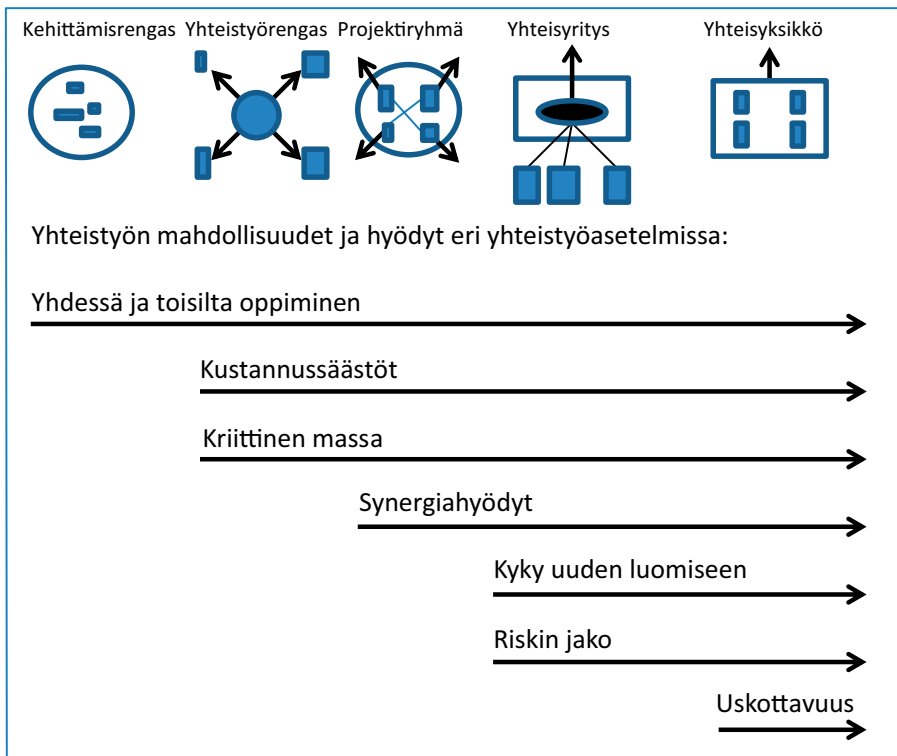 Kehittämisrengas Yhteistyörengas Projektiryhmä Yhteisyritys Yhteisyksikkö
Yhteistyön mahdollisuudet ja hyödyt eri yhteistyöasetelmissa:
Yhdessä ja toisilta oppiminen
Kustannussäästöt
Kriittinen massa
Synergiahyödyt
Kyky uuden luomiseen
Riskin jako
Uskottavuus